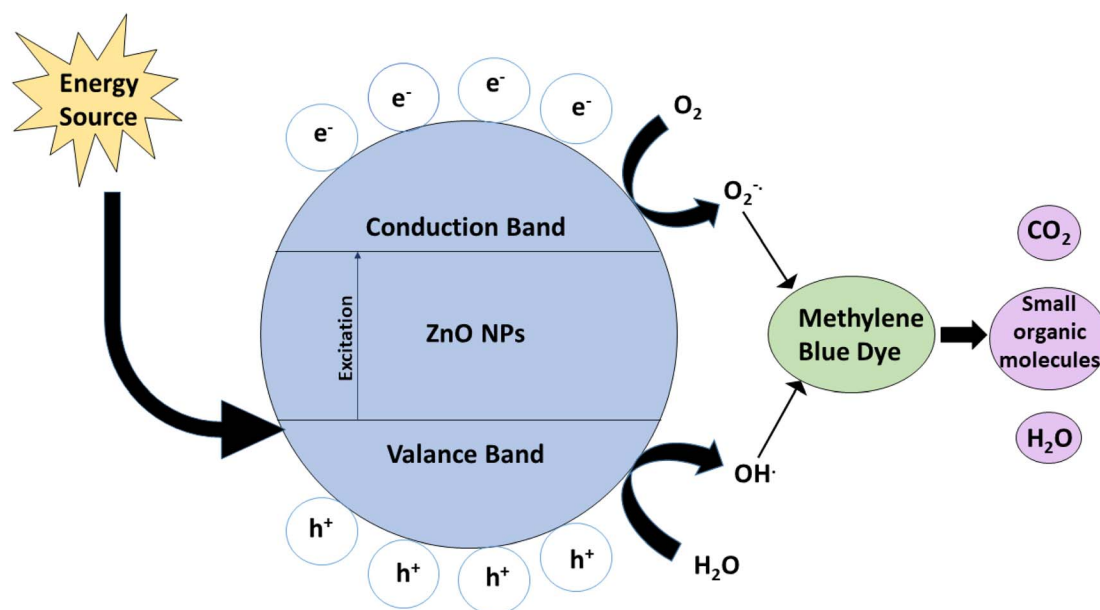 Energy
Source
e⁻
e⁻
e⁻
e⁻
O₂
O₂⁻·
Conduction Band
Excitation
ZnO NPs
Valance Band
Methylene
Blue Dye
CO₂
Small
organic
molecules
H₂O
OH·
H₂O
h⁺
h⁺
h⁺
h⁺